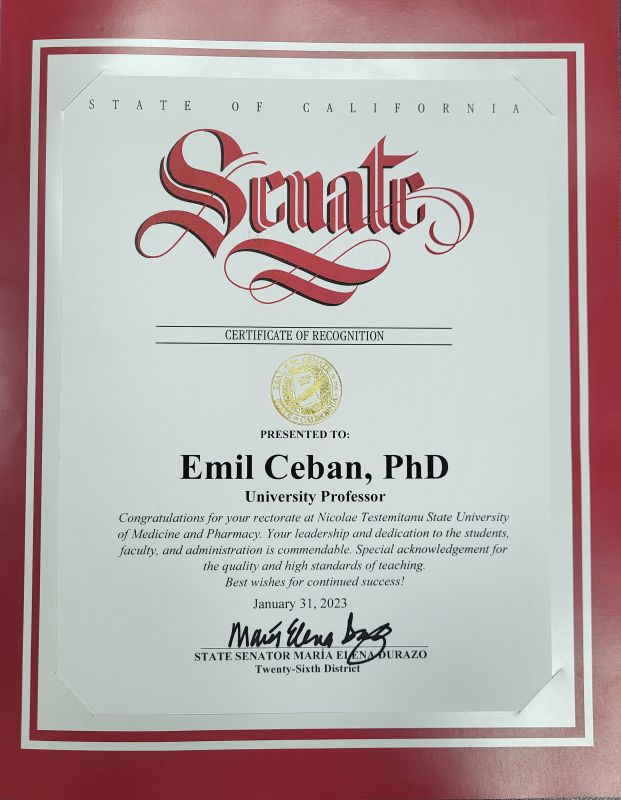 STATE OF CALIFORNIA
Senate
CERTIFICATE OF RECOGNITION
PRESENTED TO:
Emil Ceban, PhD
University Professor
Congratulations for your rectorate at Nicolae Testemitanu State University
of Medicine and Pharmacy. Your leadership and dedication to the students,
faculty, and administration is commendable. Special acknowledgement for
the quality and high standards of teaching.
Best wishes for continued success!
January 31, 2023
María Elena Durazo
STATE SENATOR MARÍA ELENA DURAZO
Twenty-Sixth District